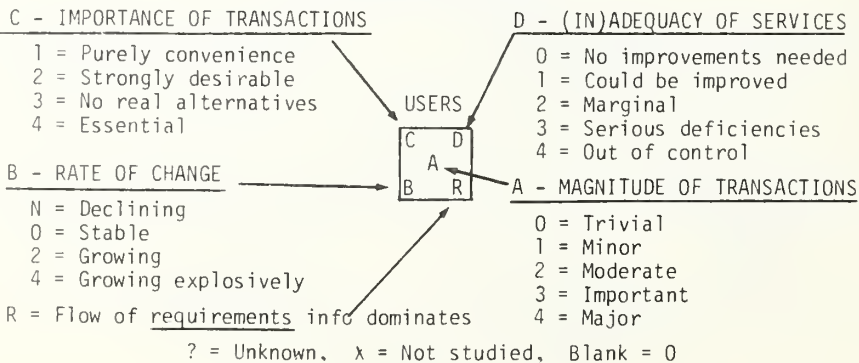 C - IMPORTANCE OF TRANSACTIONS
1 = Purely convenience
2 = Strongly desirable
3 = No real alternatives
4 = Essential
D - (IN)ADEQUACY OF SERVICES
0 = No improvements needed
1 = Could be improved
2 = Marginal
3 = Serious deficiencies
4 = Out of control
USERS
C D
A
B R
B - RATE OF CHANGE
N = Declining
0 = Stable
2 = Growing
4 = Growing explosively
A - MAGNITUDE OF TRANSACTIONS
0 = Trivial
1 = Minor
2 = Moderate
3 = Important
4 = Major
R = Flow of requirements info dominates
? = Unknown, X = Not studied, Blank = 0